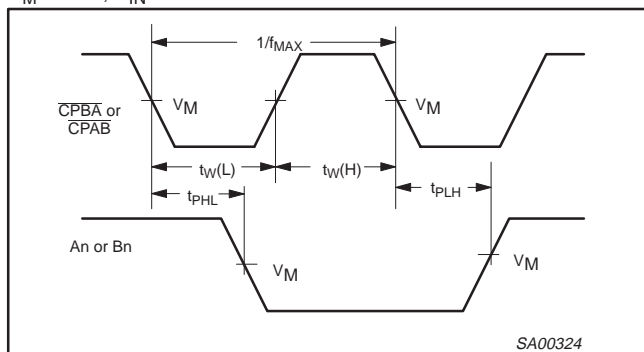 1/fMAX
CPBA or
CPAB
VM
VM
tW(L)
tW(H)
tPHL
tPLH
An or Bn
VM
VM
SA00324